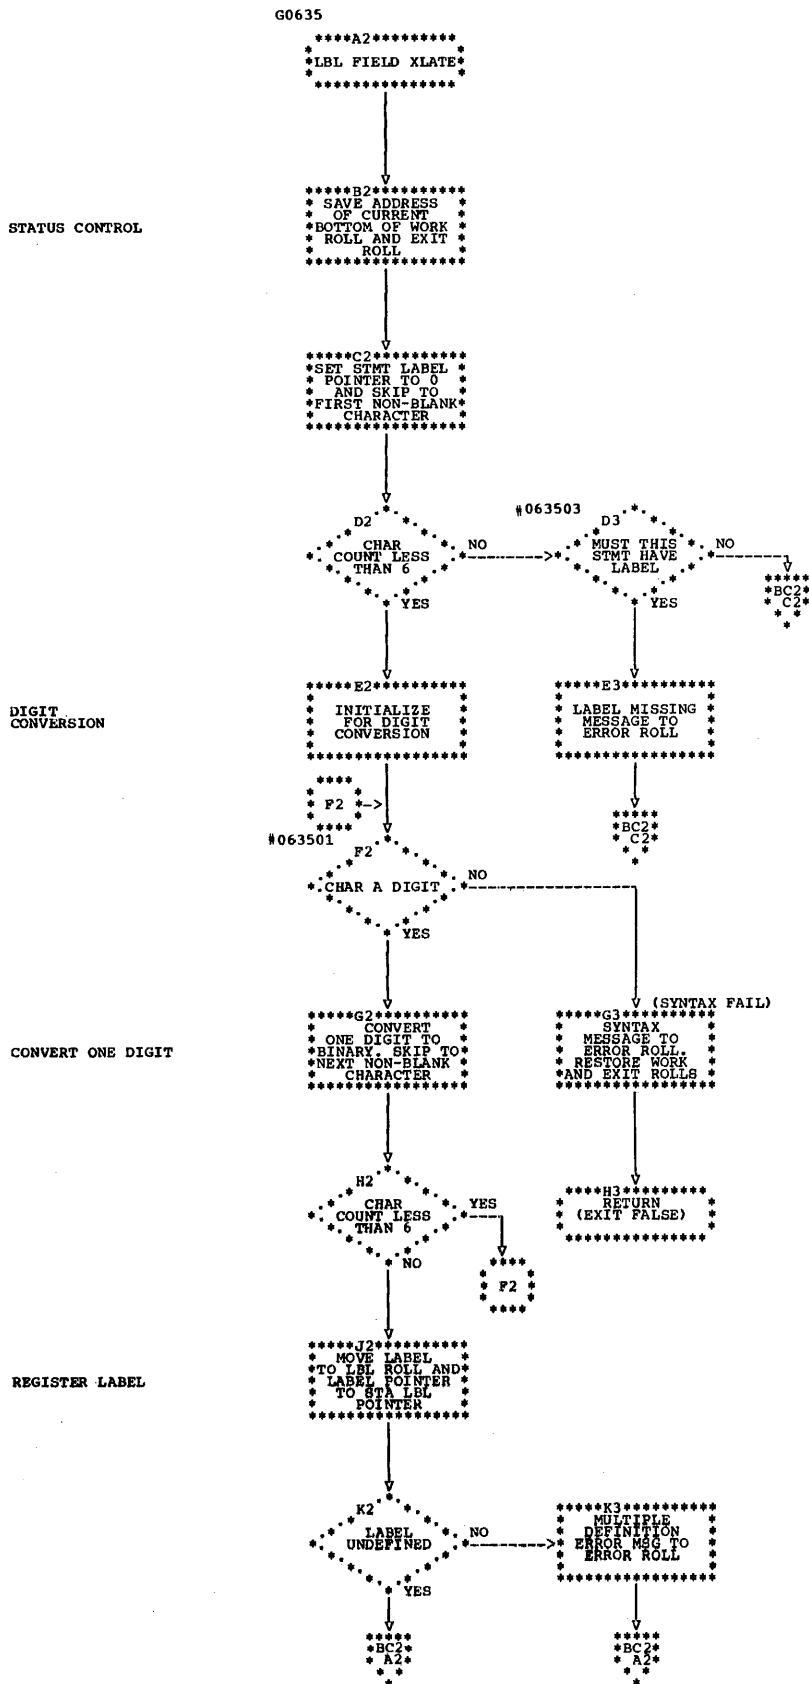 G0635
A2
LBL FIELD XLATE
B2
STATUS CONTROL
SAVE ADDRESS
OF CURRENT
BOTTOM OF WORK
ROLL AND EXIT
ROLL
C2
SET STMT LABEL
POINTER TO 0
AND SKIP TO
FIRST NON-BLANK
CHARACTER
D2
CHAR
COUNT LESS
THAN 6
NO
YES
#063503
D3
MUST THIS
STMT HAVE
LABEL
NO
YES
BC2
C2
DIGIT
CONVERSION
E2
INITIALIZE
FOR DIGIT
CONVERSION
E3
LABEL MISSING
MESSAGE TO
ERROR ROLL
F2
BC2
C2
#063501
F2
CHAR A DIGIT
NO
YES
CONVERT ONE DIGIT
G2
CONVERT
ONE DIGIT TO
BINARY. SKIP TO
NEXT NON-BLANK
CHARACTER
(SYNTAX FAIL)
G3
SYNTAX
MESSAGE TO
ERROR ROLL.
RESTORE WORK
AND EXIT ROLLS
H2
CHAR
COUNT LESS
THAN 6
YES
NO
F2
H3
RETURN
(EXIT FALSE)
REGISTER LABEL
J2
MOVE LABEL
TO LBL ROLL AND
LABEL POINTER
TO STA LBL
POINTER
K2
LABEL
UNDEFINED
NO
YES
K3
MULTIPLE
DEFINITION
ERROR MSG TO
ERROR ROLL
BC2
A2
BC2
A2